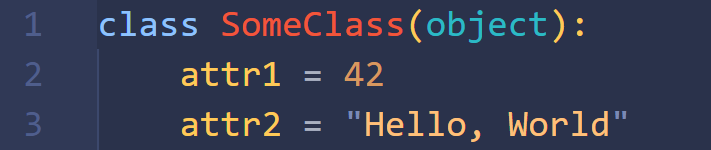 1 class SomeClass(object):
2     attr1 = 42
3     attr2 = "Hello, World"